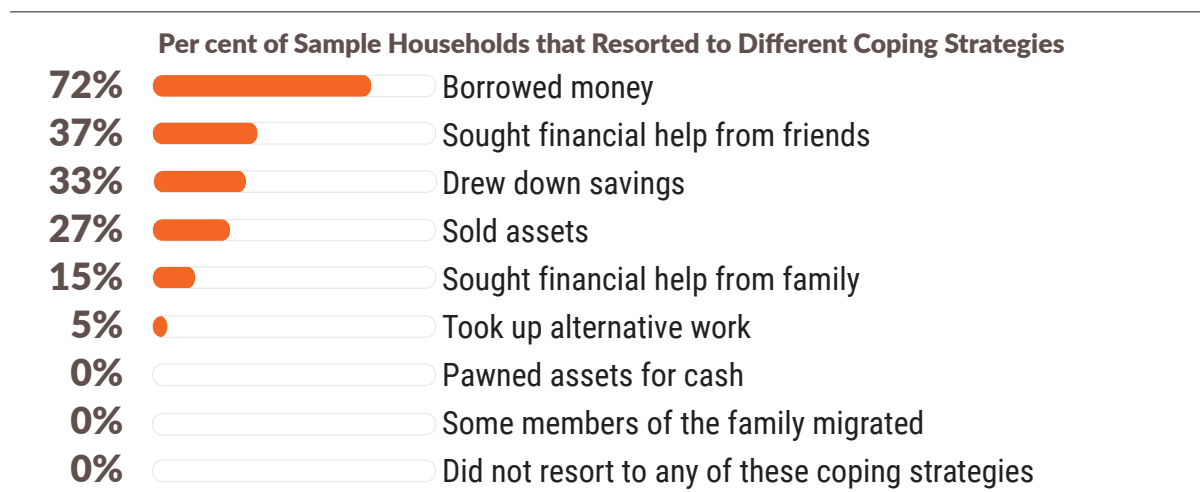 Per cent of Sample Households that Resorted to Different Coping Strategies
72% Borrowed money
37% Sought financial help from friends
33% Drew down savings
27% Sold assets
15% Sought financial help from family
5% Took up alternative work
0% Pawned assets for cash
0% Some members of the family migrated
0% Did not resort to any of these coping strategies